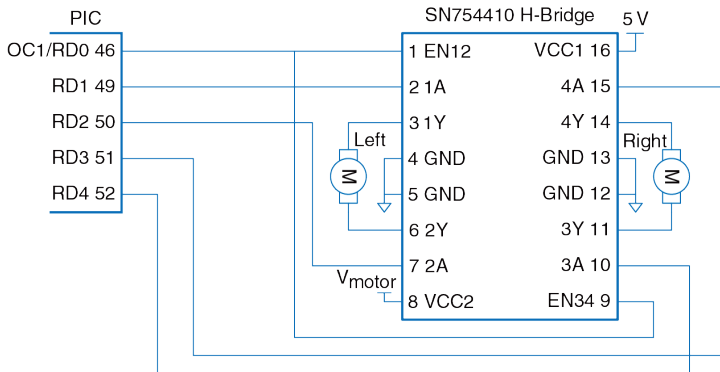 PIC
SN754410 H-Bridge
5 V
OC1/RD0 46
1 EN12
VCC1 16
RD1 49
2 1A
4A 15
RD2 50
3 1Y
4Y 14
Left
Right
RD3 51
4 GND
GND 13
M
M
RD4 52
5 GND
GND 12
6 2Y
3Y 11
7 2A
3A 10
Vmotor
8 VCC2
EN34 9